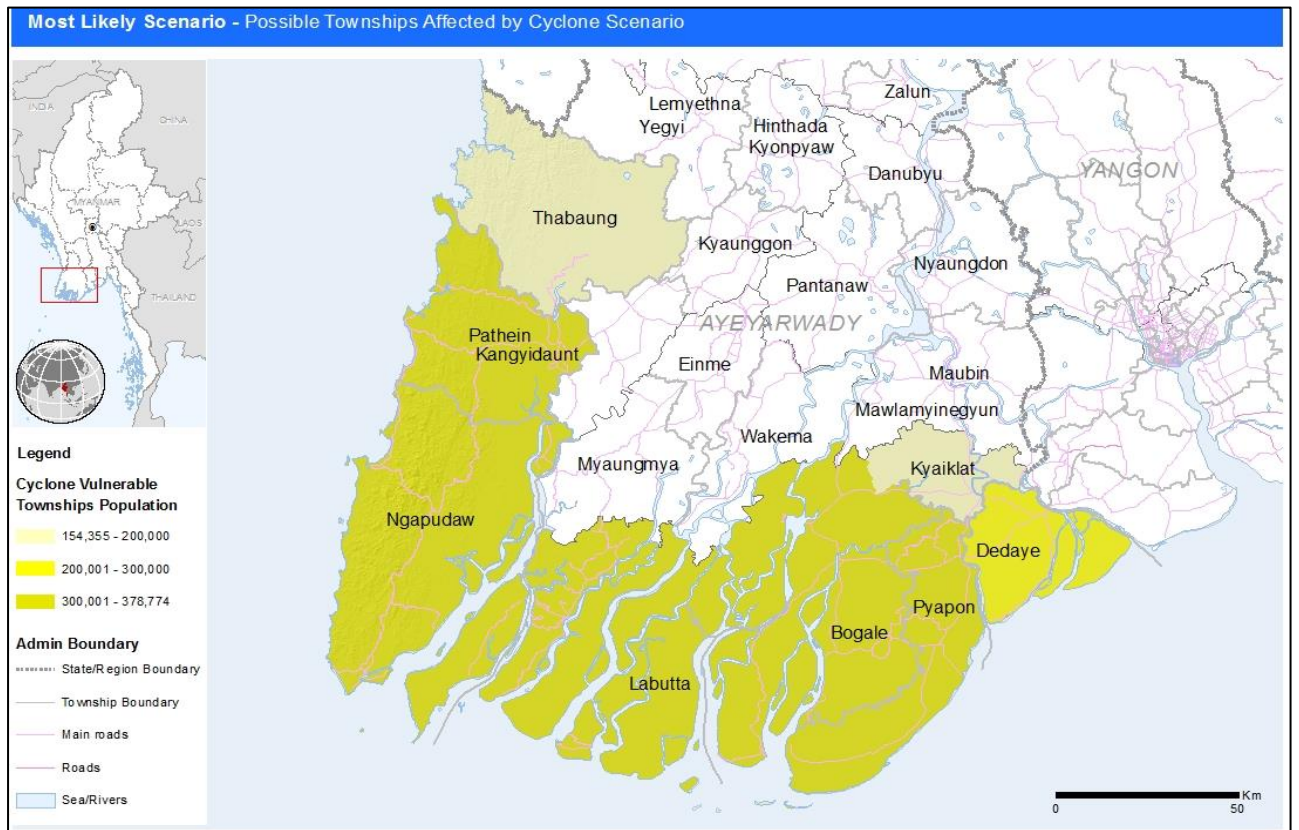 Most Likely Scenario - Possible Townships Affected by Cyclone Scenario
INDIA
CHINA
MYANMAR
LAOS
THAILAND
Legend
Cyclone Vulnerable
Townships Population
154,355 - 200,000
200,001 - 300,000
300,001 - 378,774
Admin Boundary
State/Region Boundary
Township Boundary
Main roads
Roads
Sea/Rivers
Zalun
Lemyethna
Yegyi
Hinthada
Kyonpyaw
Danubyu
YANGON
Thabaung
Kyaunggon
Nyaungdon
Pantanaw
AYEYARWADY
Pathein
Kangyidaunt
Einme
Maubin
Mawlamyinegyun
Wakema
Myaungmya
Kyaiklat
Ngapudaw
Dedaye
Pyapon
Bogale
Labutta
Km
0 50